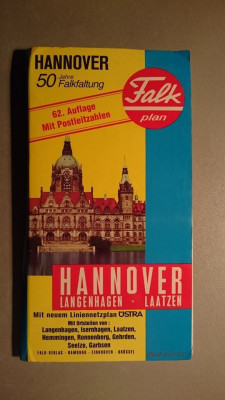 HANNOVER
50 Jahre Falkfaltung
62. Auflage
Mit Postleitzahlen
Falk
plan
HANNOVER
LANGENHAGEN · LAATZEN
Mit neuem Liniennetzplan ÜSTRA
Mit Ortsteilen von:
Langenhagen, Isernhagen, Laatzen,
Hemmingen, Ronnenberg, Gehrden,
Seelze, Garbsen
FALK-VERLAG · HAMBURG · EINDHOVEN · BRÜSSEL